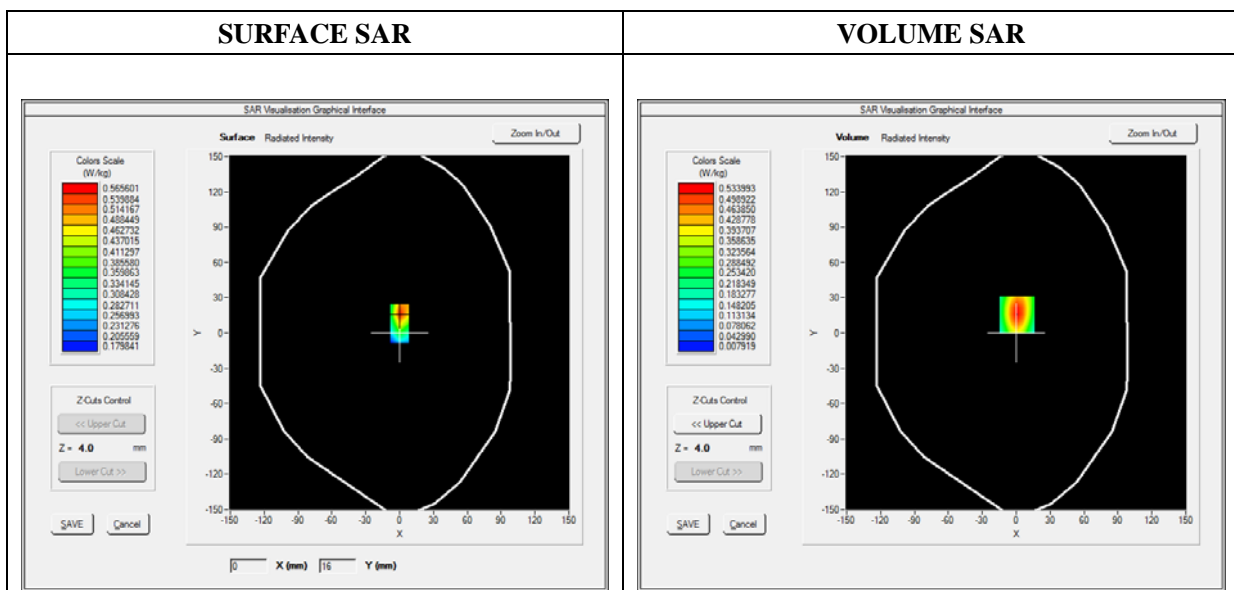 SURFACE SAR
VOLUME SAR
SAR Visualisation Graphical Interface
Surface Radiated Intensity
Zoom In/Out
Colors Scale
(W/kg)
0.565601
0.539884
0.514167
0.488449
0.462732
0.437015
0.411297
0.385580
0.359863
0.334145
0.308428
0.282711
0.256993
0.231276
0.205559
0.179841
150
120
90
60
30
0
-30
-60
-90
-120
-150
Y
-150 -120 -90 -60 -30 0 30 60 90 120 150
X
Z-Cuts Control
<< Upper Cut
Z = 4.0 mm
Lower Cut >>
SAVE Cancel
0 X (mm) 16 Y (mm)
SAR Visualisation Graphical Interface
Volume Radiated Intensity
Zoom In/Out
Colors Scale
(W/kg)
0.533993
0.498922
0.463850
0.428778
0.393707
0.358635
0.323564
0.288492
0.253420
0.218349
0.183277
0.148205
0.113134
0.078062
0.042990
0.007919
150
120
90
60
30
0
-30
-60
-90
-120
-150
Y
-150 -120 -90 -60 -30 0 30 60 90 120 150
X
Z-Cuts Control
<< Upper Cut
Z = 4.0 mm
Lower Cut >>
SAVE Cancel